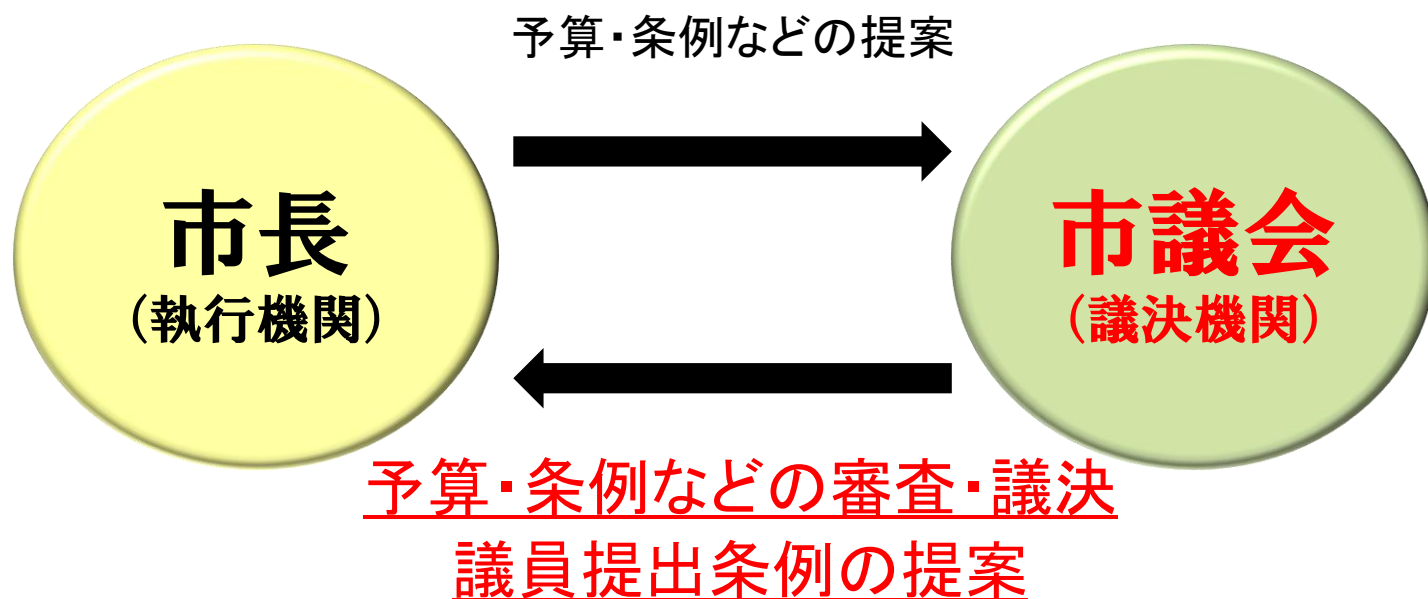 予算・条例などの提案
市長
(執行機関)
市議会
(議決機関)
予算・条例などの審査・議決
議員提出条例の提案